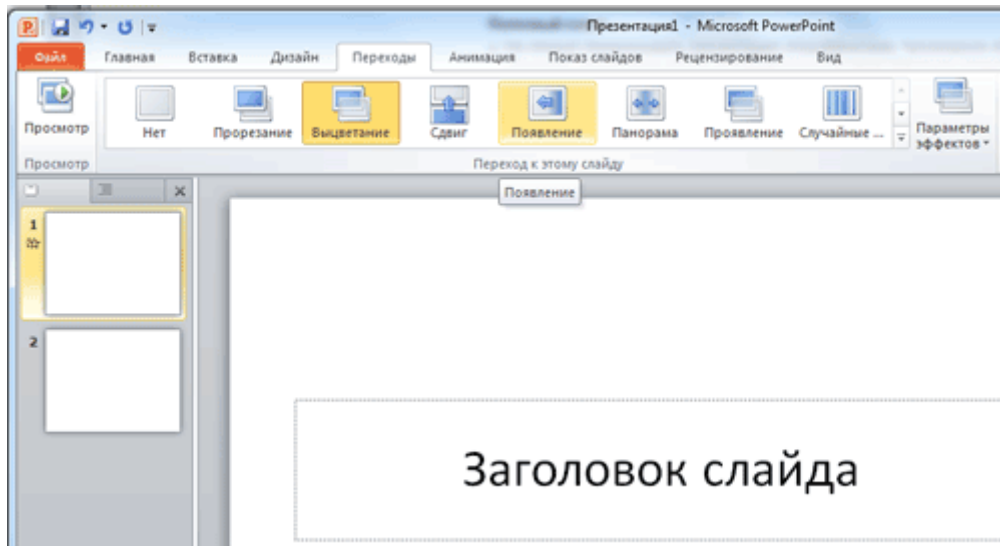 Презентация1 - Microsoft PowerPoint
Файл Главная Вставка Дизайн Переходы Анимация Показ слайдов Рецензирование Вид
Просмотр Нет Прорезание Выцветание Сдвиг Появление Панорама Проявление Случайные ... Параметры эффектов
Просмотр Переход к этому слайду
Появление
1
2
Заголовок слайда